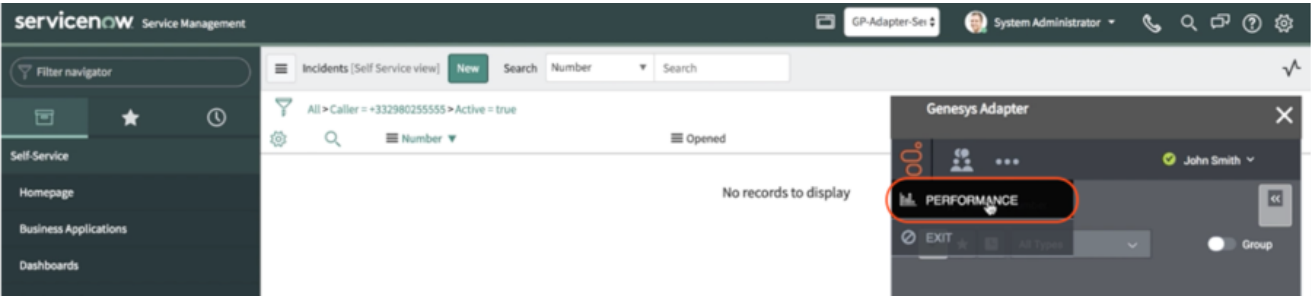 servicenow Service Management
GP-Adapter-Ser
System Administrator
Filter navigator
Incidents [Self Service view] New Search Number Search
All > Caller = +332980255555 > Active = true
Number
Opened
Self-Service
Homepage
Business Applications
Dashboards
No records to display
Genesys Adapter
John Smith
PERFORMANCE
EXIT
All Types
Group